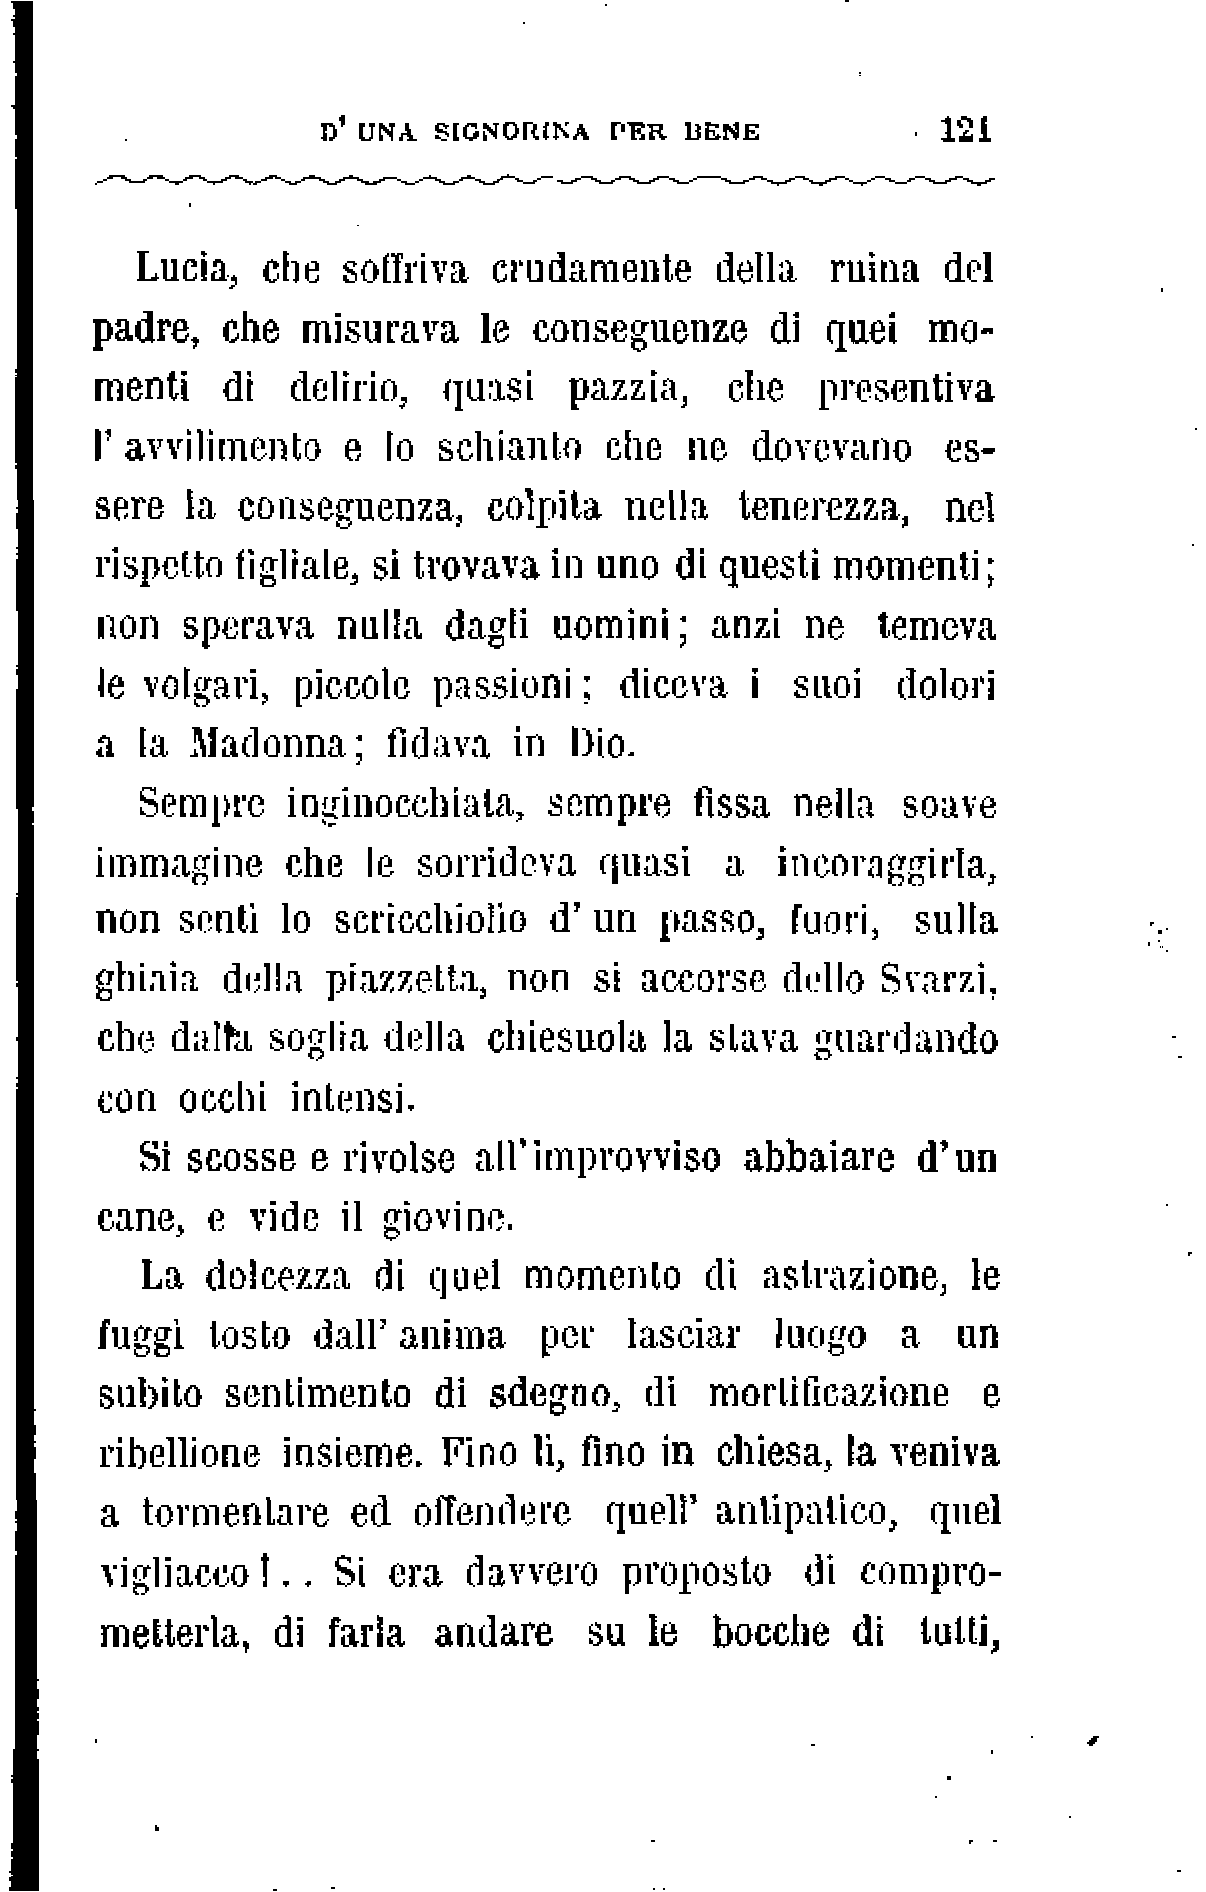 D' UNA SIGNORINA PER BENE 121
Lucia, che soffriva crudamente della ruina del
padre, che misurava le conseguenze di quei mo-
menti di delirio, quasi pazzia, che presentiva
l' avvilimento e lo schianto che ne dovevano es-
sere la conseguenza, colpita nella tenerezza, nel
rispetto figliale, si trovava in uno di questi momenti;
non sperava nulla dagli uomini; anzi ne temeva
le volgari, piccole passioni; diceva i suoi dolori
a la Madonna; fidava in Dio.
Sempre inginocchiata, sempre fissa nella soave
immagine che le sorrideva quasi a incoraggirla,
non sentì lo scricchiolio d' un passo, fuori, sulla
ghiaia della piazzetta, non si accorse dello Svarzi,
che dalla soglia della chiesuola la stava guardando
con occhi intensi.
Si scosse e rivolse all'improvviso abbaiare d'un
cane, e vide il giovine.
La dolcezza di quel momento di astrazione, le
fuggì tosto dall' anima per lasciar luogo a un
subito sentimento di sdegno, di mortificazione e
ribellione insieme. Fino lì, fino in chiesa, la veniva
a tormentare ed offendere quell' antipatico, quel
vigliacco!.. Si era davvero proposto di compro-
metterla, di farla andare su le bocche di tutti,